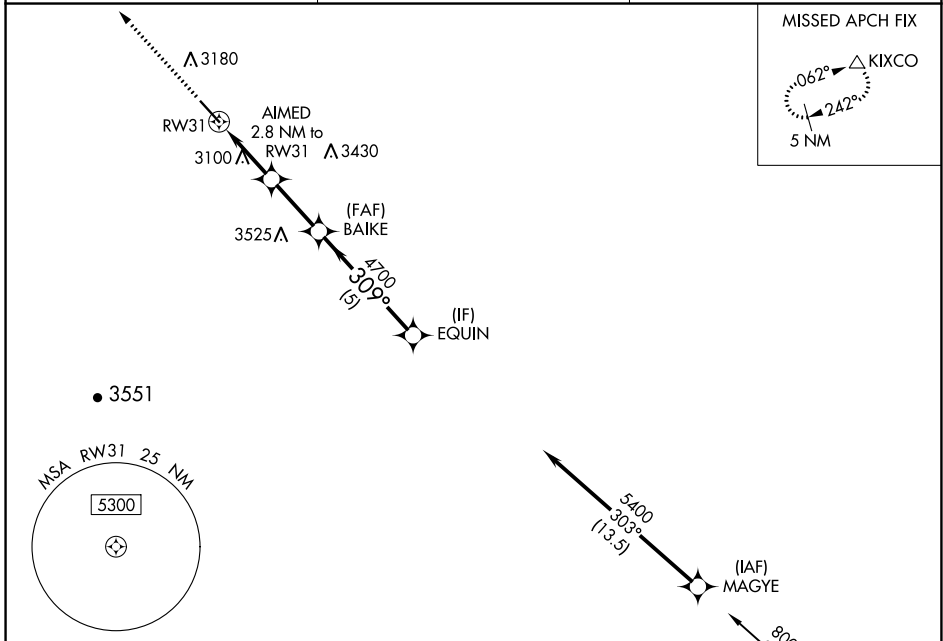 MISSED APCH FIX
KIXCO
062°
242°
5 NM
3180
RW31
AIMED
2.8 NM to
RW31
3100
3430
(FAF)
BAIKE
3525
4700
309°
(5)
(IF)
EQUIN
3551
MSA RW31 25 NM
5300
5400
303°
(13.5)
(IAF)
MAGYE